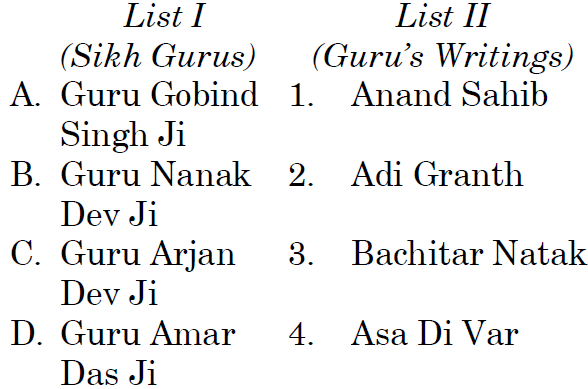 List I List II
(Sikh Gurus) (Guru's Writings)
A. Guru Gobind 1. Anand Sahib
Singh Ji
B. Guru Nanak 2. Adi Granth
Dev Ji
C. Guru Arjan 3. Bachitar Natak
Dev Ji
D. Guru Amar 4. Asa Di Var
Das Ji